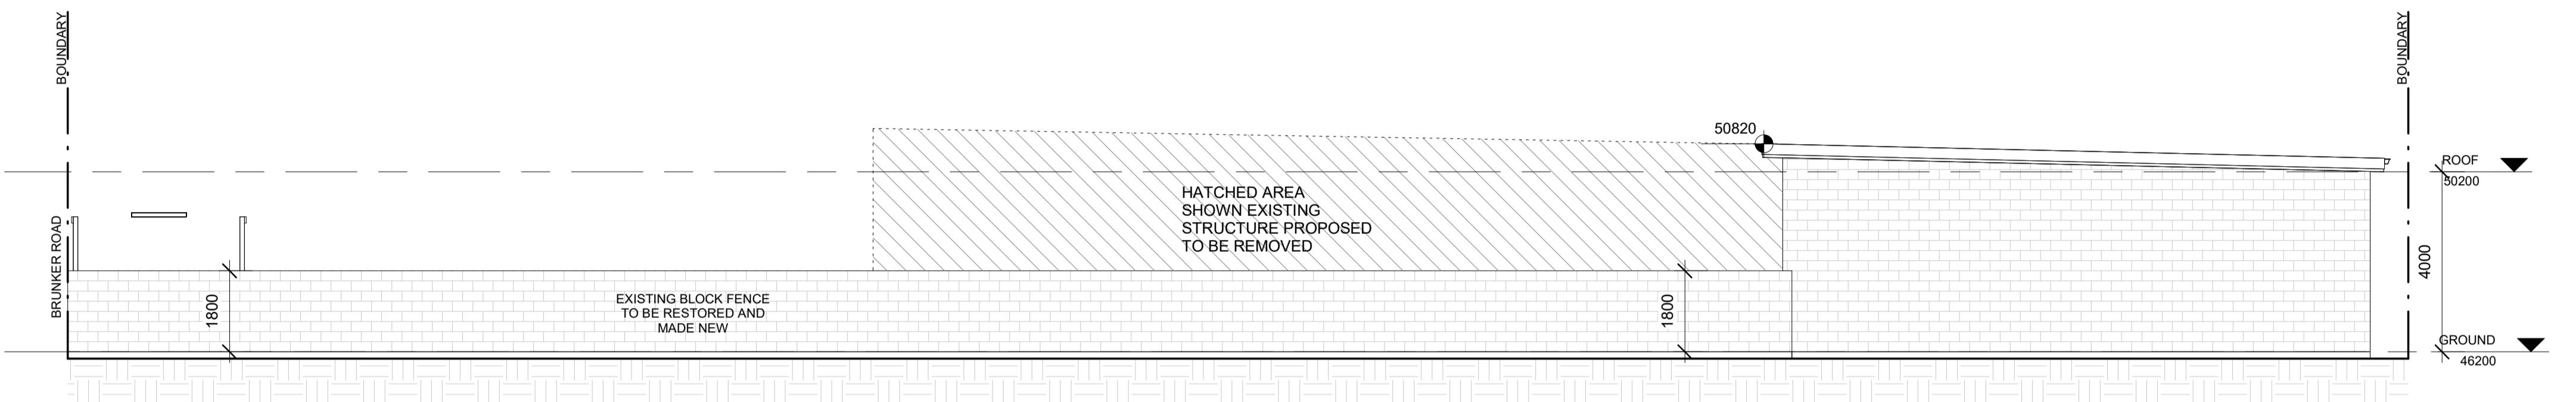 BOUNDARY
BOUNDARY
50820
ROOF
50200
HATCHED AREA
SHOWN EXISTING
STRUCTURE PROPOSED
TO BE REMOVED
BRUNKER ROAD
1800
EXISTING BLOCK FENCE
TO BE RESTORED AND
MADE NEW
1800
4000
GROUND
46200